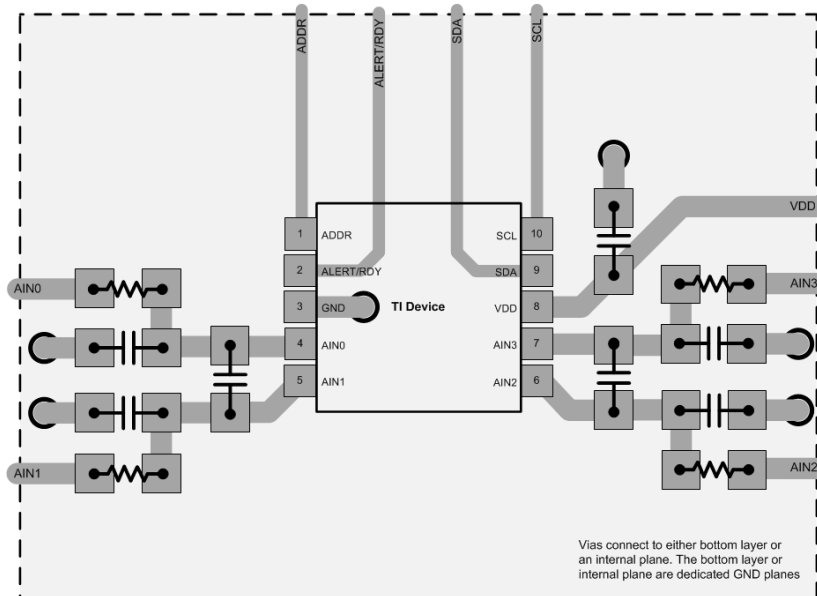 ADDR
ALERT/RDY
SDA
SCL
VDD
1 ADDR
SCL 10
2 ALERT/RDY
SDA 9
3 GND
TI Device
VDD 8
4 AIN0
AIN3 7
5 AIN1
AIN2 6
AIN0
AIN3
AIN1
AIN2
Vias connect to either bottom layer or
an internal plane. The bottom layer or
internal plane are dedicated GND planes